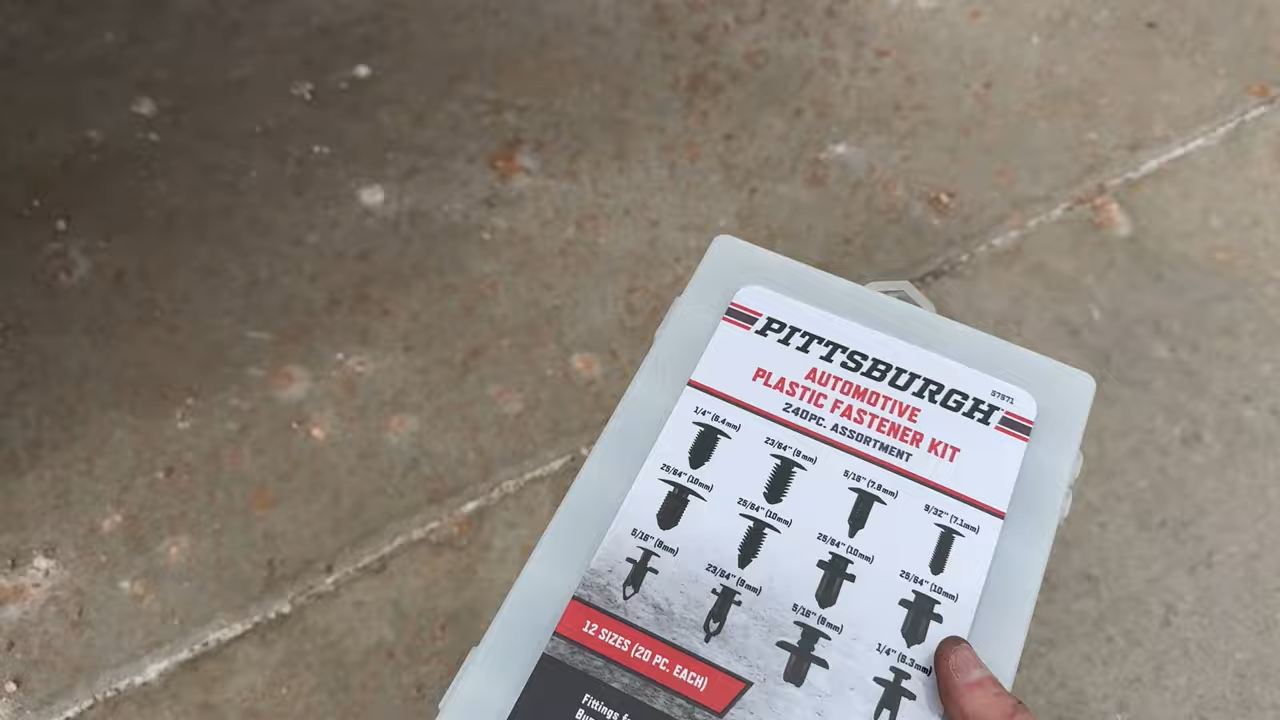 PITTSBURGH
57971
AUTOMOTIVE
PLASTIC FASTENER KIT
240PC. ASSORTMENT
1/4" (6.4mm)
23/64" (9mm)
5/16" (7.8mm)
9/32" (7.1mm)
25/64" (10mm)
25/64" (10mm)
25/64" (10mm)
25/64" (10mm)
5/16" (8mm)
23/64" (9mm)
5/16" (8mm)
1/4" (6.3mm)
12 SIZES (20 PC. EACH)
Fittings